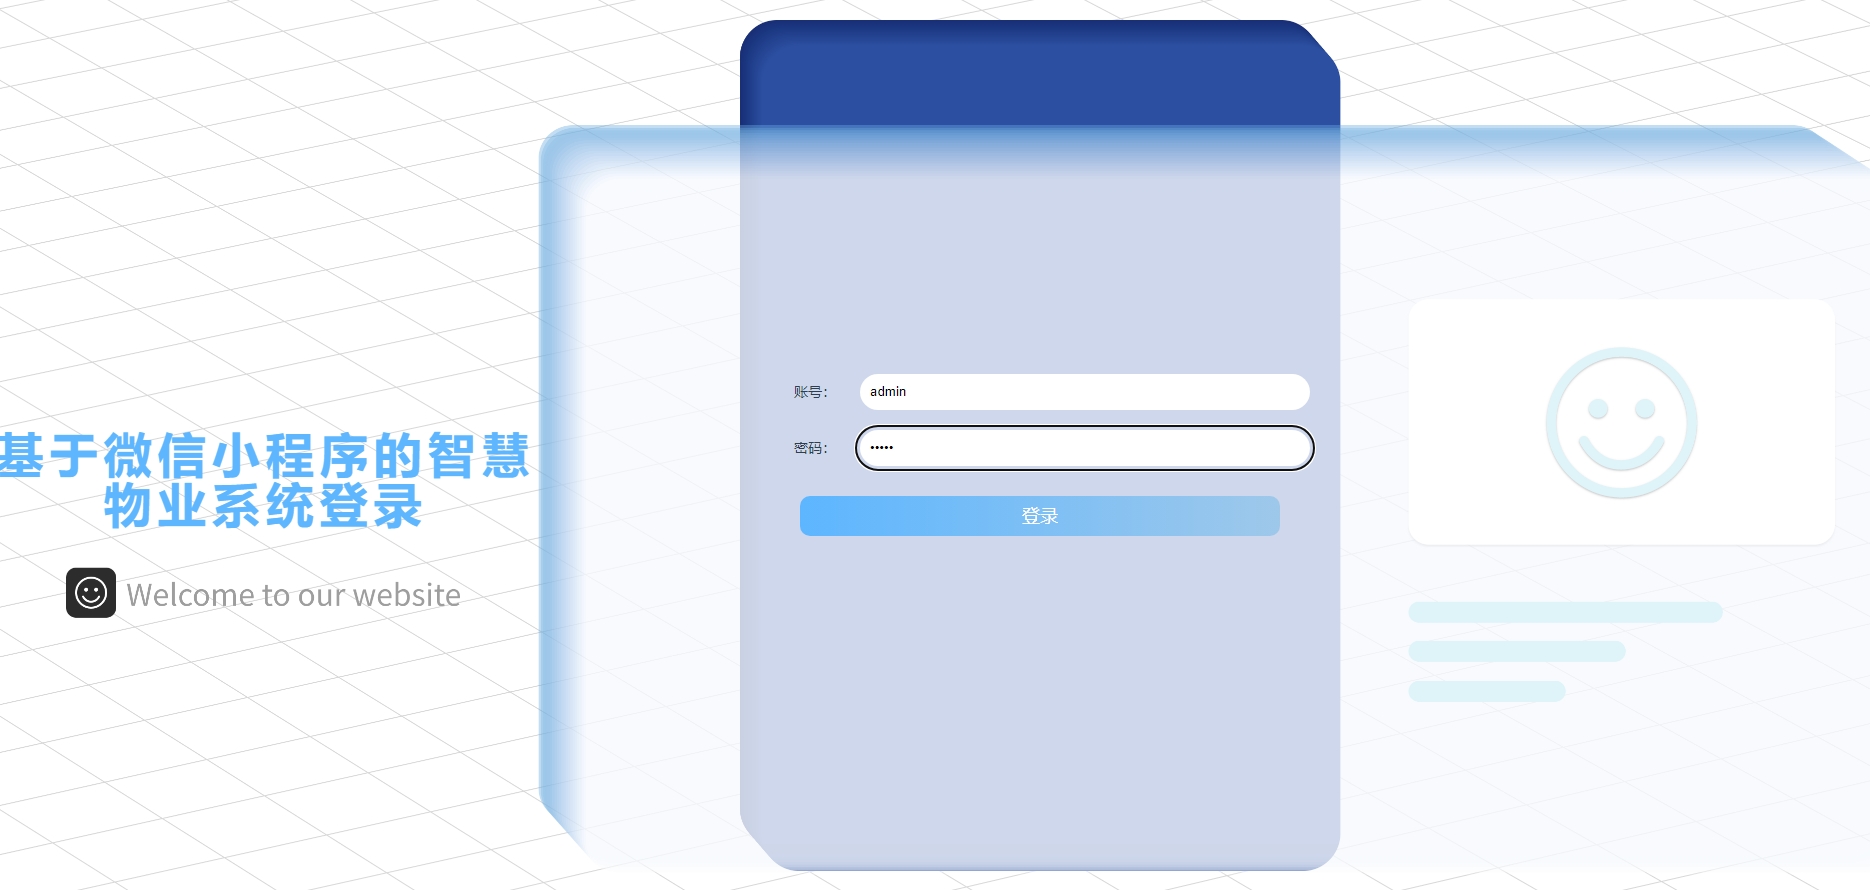 基于微信小程序的智慧
物业系统登录
Welcome to our website
账号： admin
密码： •••••
登录